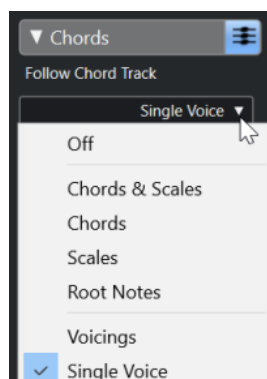 Chords
Follow Chord Track
Single Voice
Off
Chords & Scales
Chords
Scales
Root Notes
Voicings
Single Voice